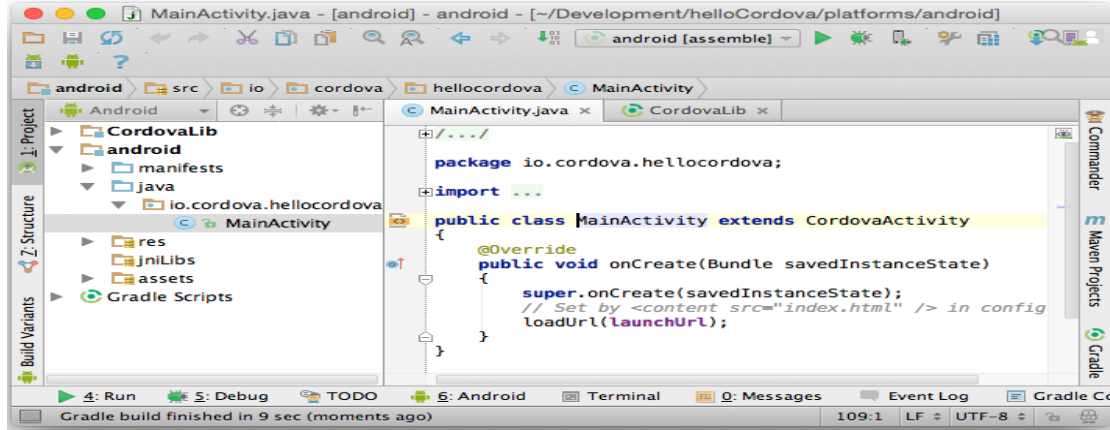 MainActivity.java - [android] - android - [~/Development/helloCordova/platforms/android]
android [assemble]
android src io cordova hellocordova MainActivity
1: Project
Z: Structure
Build Variants
Android
CordovaLib
android
manifests
java
io.cordova.hellocordova
MainActivity
res
jniLibs
assets
Gradle Scripts
MainActivity.java × CordovaLib ×
/.../
package io.cordova.hellocordova;
import ...
public class MainActivity extends CordovaActivity
{
@Override
public void onCreate(Bundle savedInstanceState)
{
super.onCreate(savedInstanceState);
// Set by <content src="index.html" /> in config
loadUrl(launchUrl);
}
}
Commander
m Maven Projects
Gradle
4: Run 5: Debug TODO 6: Android Terminal 0: Messages Event Log Gradle Co
Gradle build finished in 9 sec (moments ago) 109:1 LF UTF-8